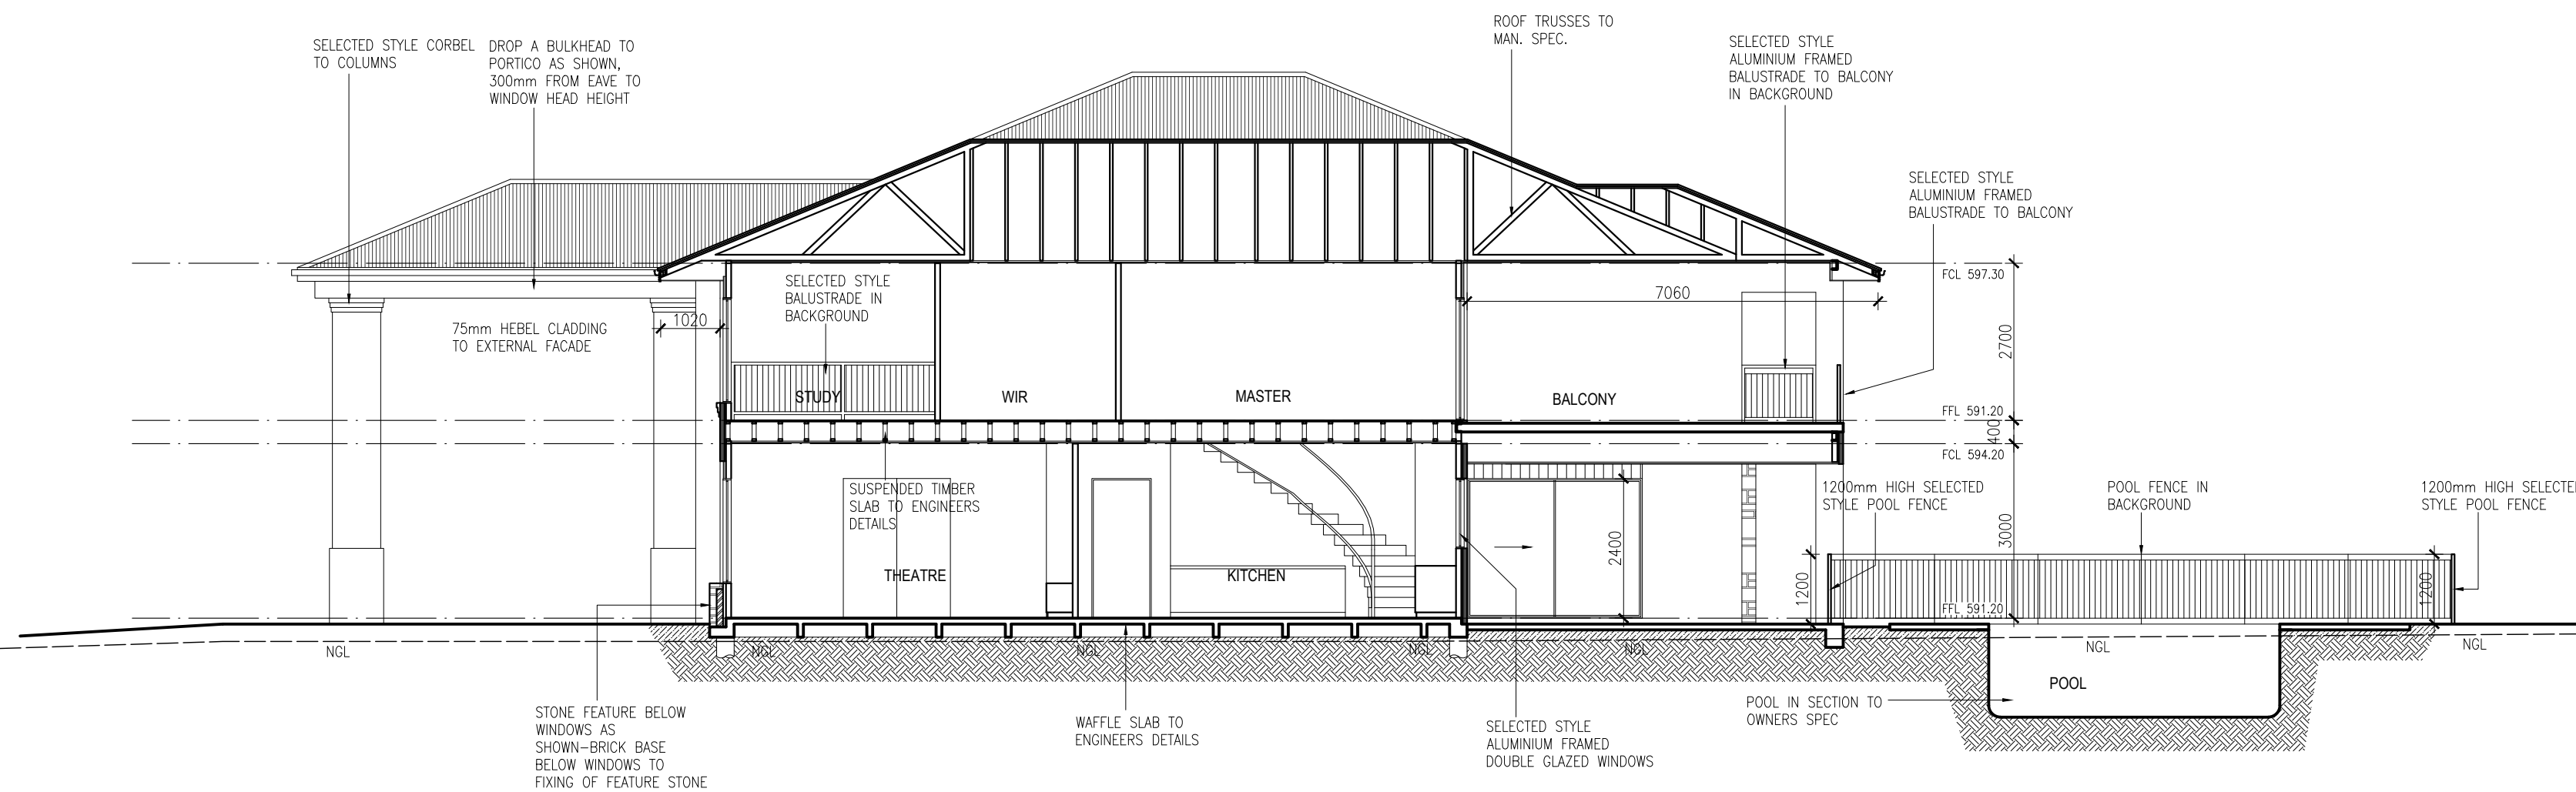 ROOF TRUSSES TO
MAN. SPEC.
SELECTED STYLE CORBEL
TO COLUMNS
DROP A BULKHEAD TO
PORTICO AS SHOWN,
300mm FROM EAVE TO
WINDOW HEAD HEIGHT
SELECTED STYLE
ALUMINIUM FRAMED
BALUSTRADE TO BALCONY
IN BACKGROUND
SELECTED STYLE
ALUMINIUM FRAMED
BALUSTRADE TO BALCONY
FCL 597.30
SELECTED STYLE
BALUSTRADE IN
BACKGROUND
7060
1020
75mm HEBEL CLADDING
TO EXTERNAL FACADE
2700
STUDY
WIR
MASTER
BALCONY
FFL 591.20
400
FCL 594.20
SUSPENDED TIMBER
SLAB TO ENGINEERS
DETAILS
1200mm HIGH SELECTED
STYLE POOL FENCE
POOL FENCE IN
BACKGROUND
1200mm HIGH SELECTE
STYLE POOL FENCE
3000
2400
THEATRE
KITCHEN
1200
1200
FFL 591.20
NGL
NGL
NGL
NGL
NGL
NGL
NGL
POOL
POOL IN SECTION TO
OWNERS SPEC
STONE FEATURE BELOW
WINDOWS AS
SHOWN-BRICK BASE
BELOW WINDOWS TO
FIXING OF FEATURE STONE
WAFFLE SLAB TO
ENGINEERS DETAILS
SELECTED STYLE
ALUMINIUM FRAMED
DOUBLE GLAZED WINDOWS